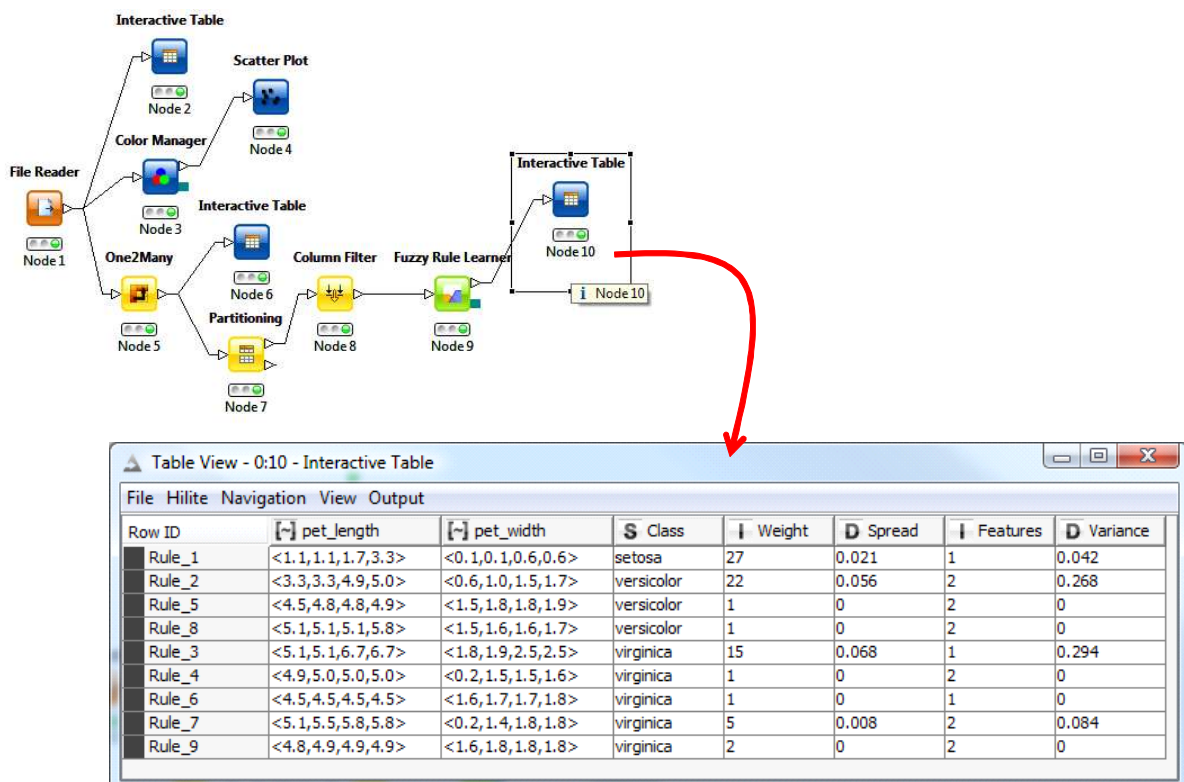 Interactive Table
Node 2
Scatter Plot
Node 4
Color Manager
Node 3
File Reader
Node 1
Interactive Table
Node 6
One2Many
Node 5
Partitioning
Node 7
Column Filter
Node 8
Fuzzy Rule Learner
Node 9
Interactive Table
Node 10
i Node 10
Table View - 0:10 - Interactive Table
File Hilite Navigation View Output
Row ID [~] pet_length [~] pet_width S Class I Weight D Spread I Features D Variance
Rule_1 <1.1,1.1,1.7,3.3> <0.1,0.1,0.6,0.6> setosa 27 0.021 1 0.042
Rule_2 <3.3,3.3,4.9,5.0> <0.6,1.0,1.5,1.7> versicolor 22 0.056 2 0.268
Rule_5 <4.5,4.8,4.8,4.9> <1.5,1.8,1.8,1.9> versicolor 1 0 2 0
Rule_8 <5.1,5.1,5.1,5.8> <1.5,1.6,1.6,1.7> versicolor 1 0 2 0
Rule_3 <5.1,5.1,6.7,6.7> <1.8,1.9,2.5,2.5> virginica 15 0.068 1 0.294
Rule_4 <4.9,5.0,5.0,5.0> <0.2,1.5,1.5,1.6> virginica 1 0 2 0
Rule_6 <4.5,4.5,4.5,4.5> <1.6,1.7,1.7,1.8> virginica 1 0 1 0
Rule_7 <5.1,5.5,5.8,5.8> <0.2,1.4,1.8,1.8> virginica 5 0.008 2 0.084
Rule_9 <4.8,4.9,4.9,4.9> <1.6,1.8,1.8,1.8> virginica 2 0 2 0